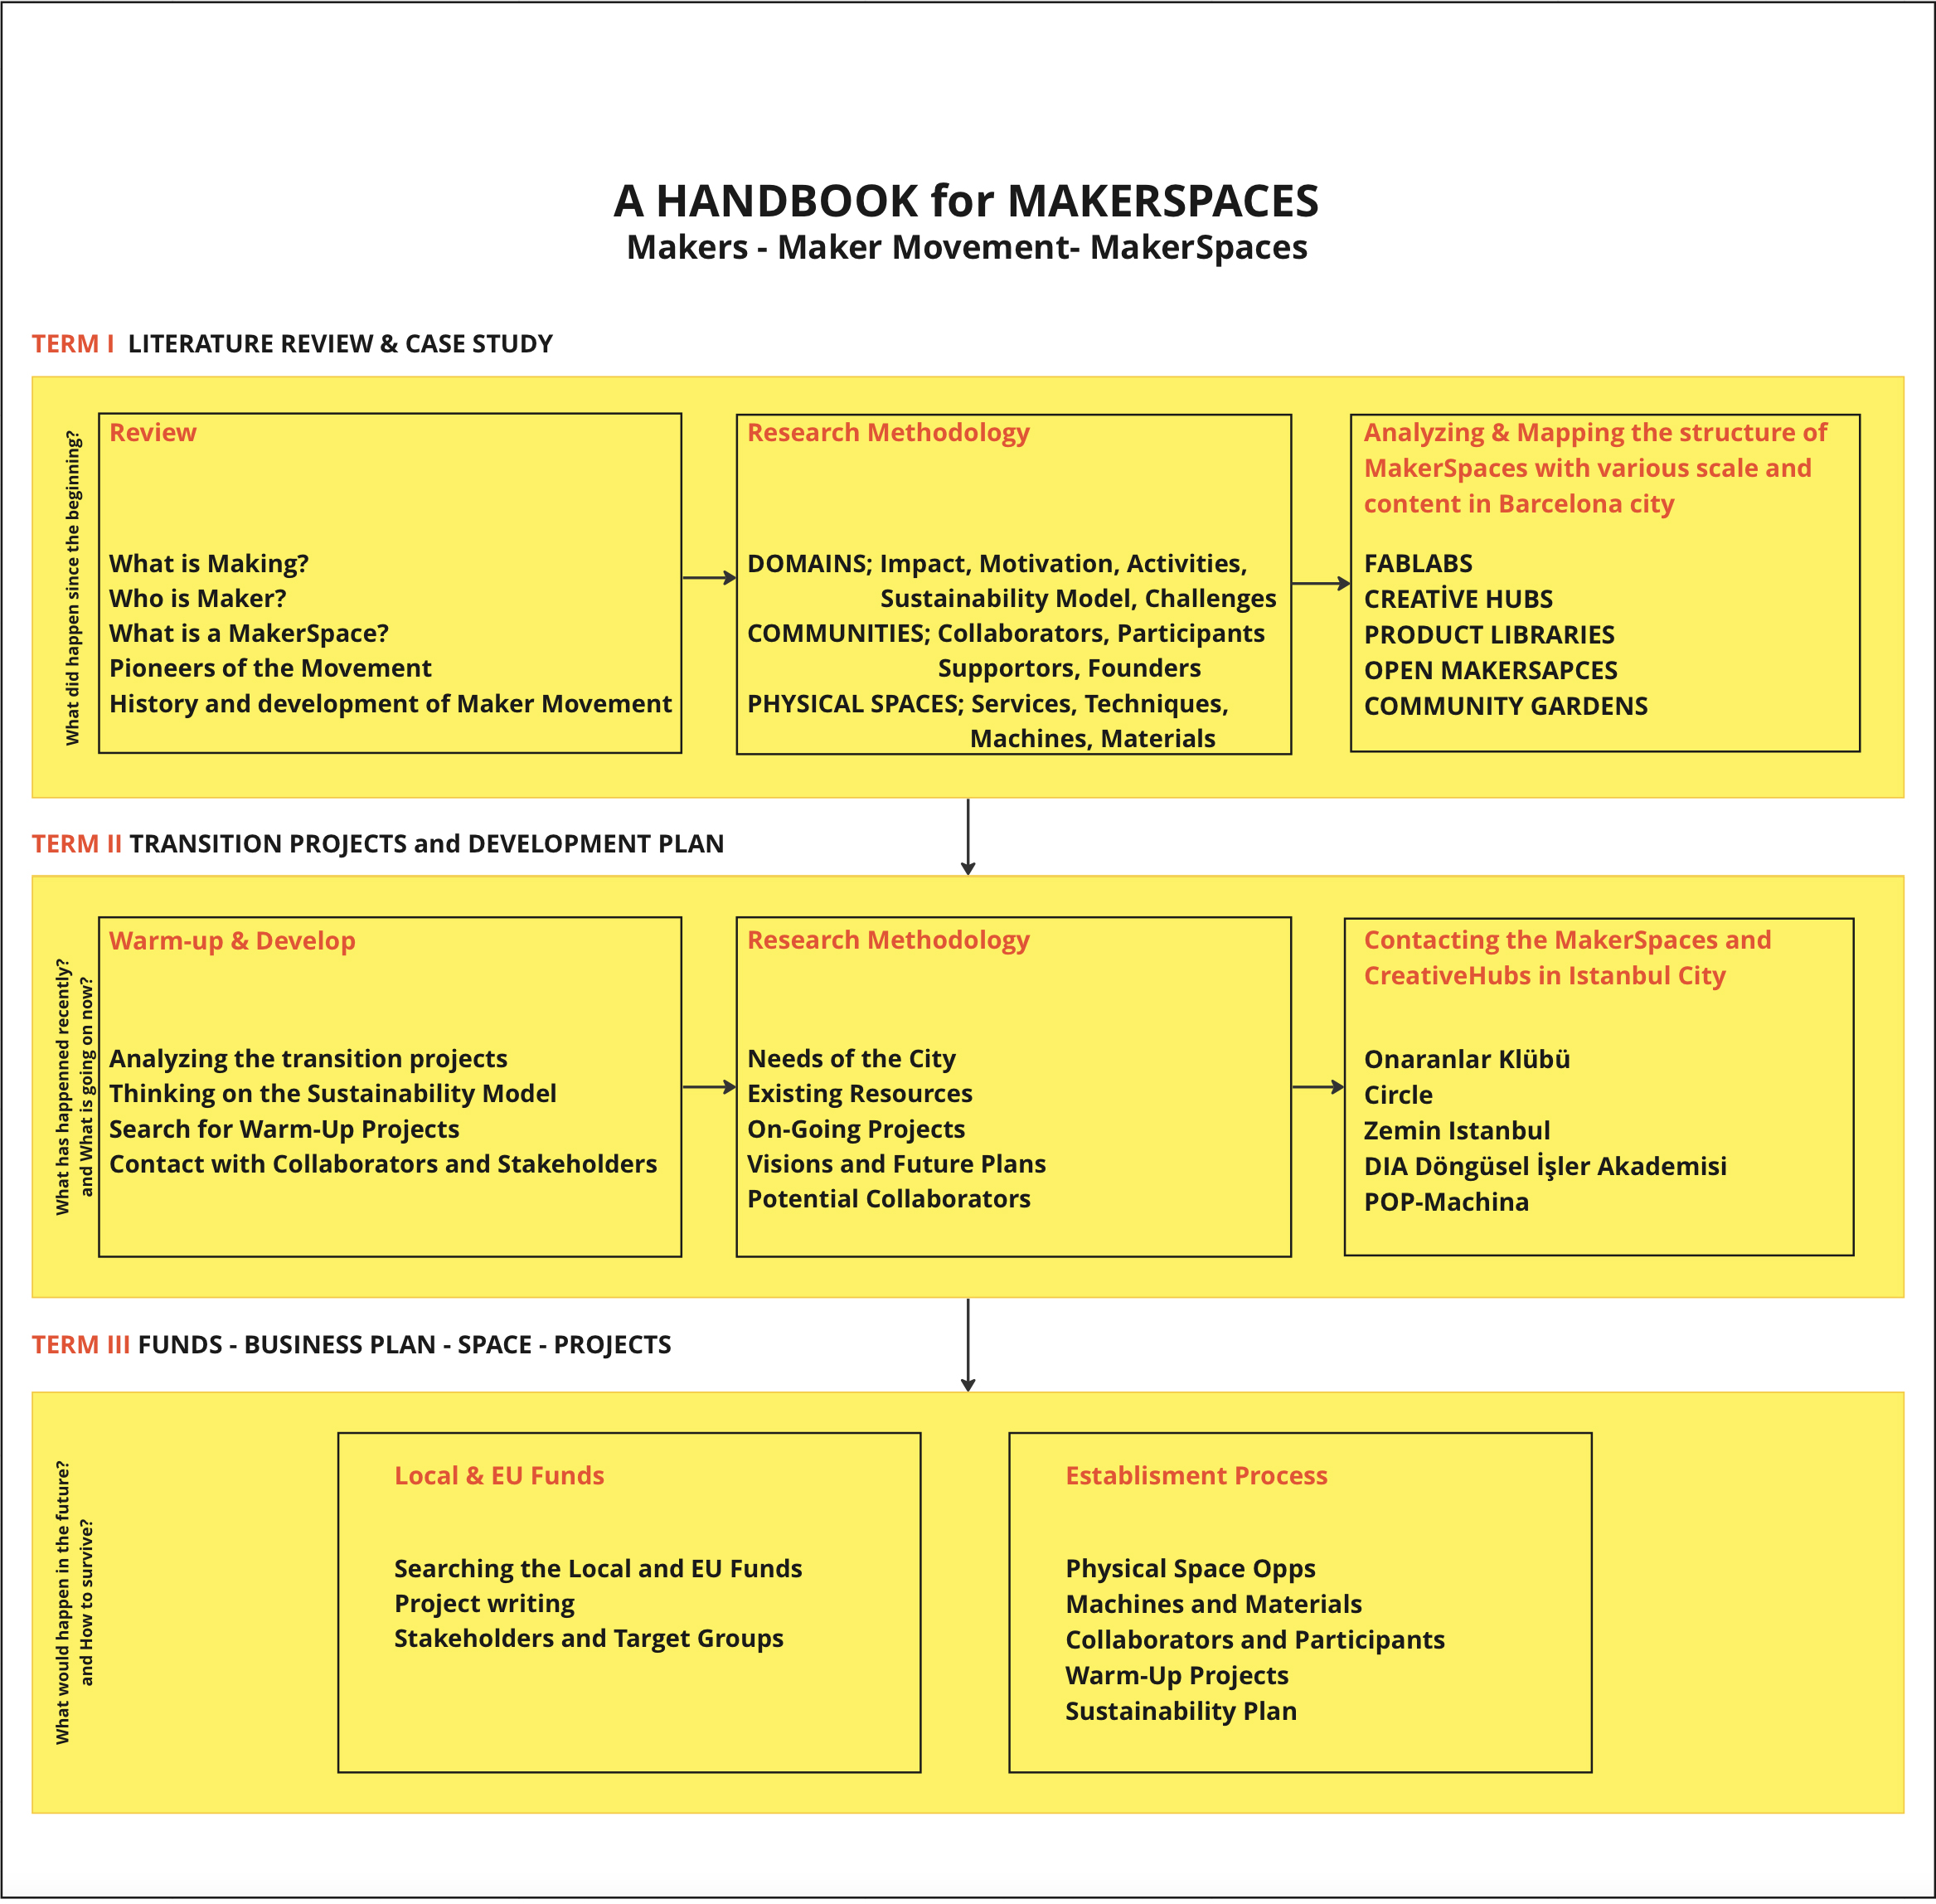 A HANDBOOK for MAKERSPACES
Makers - Maker Movement- MakerSpaces
TERM I LITERATURE REVIEW & CASE STUDY
What did happen since the beginning?
Review
What is Making?
Who is Maker?
What is a MakerSpace?
Pioneers of the Movement
History and development of Maker Movement
Research Methodology
DOMAINS; Impact, Motivation, Activities,
Sustainability Model, Challenges
COMMUNITIES; Collaborators, Participants
Supportors, Founders
PHYSICAL SPACES; Services, Techniques,
Machines, Materials
Analyzing & Mapping the structure of
MakerSpaces with various scale and
content in Barcelona city
FABLABS
CREATİVE HUBS
PRODUCT LIBRARIES
OPEN MAKERSAPCES
COMMUNITY GARDENS
TERM II TRANSITION PROJECTS and DEVELOPMENT PLAN
What has happenned recently?
and What is going on now?
Warm-up & Develop
Analyzing the transition projects
Thinking on the Sustainability Model
Search for Warm-Up Projects
Contact with Collaborators and Stakeholders
Research Methodology
Needs of the City
Existing Resources
On-Going Projects
Visions and Future Plans
Potential Collaborators
Contacting the MakerSpaces and
CreativeHubs in Istanbul City
Onaranlar Klübü
Circle
Zemin Istanbul
DIA Döngüsel İşler Akademisi
POP-Machina
TERM III FUNDS - BUSINESS PLAN - SPACE - PROJECTS
What would happen in the future?
and How to survive?
Local & EU Funds
Searching the Local and EU Funds
Project writing
Stakeholders and Target Groups
Establisment Process
Physical Space Opps
Machines and Materials
Collaborators and Participants
Warm-Up Projects
Sustainability Plan